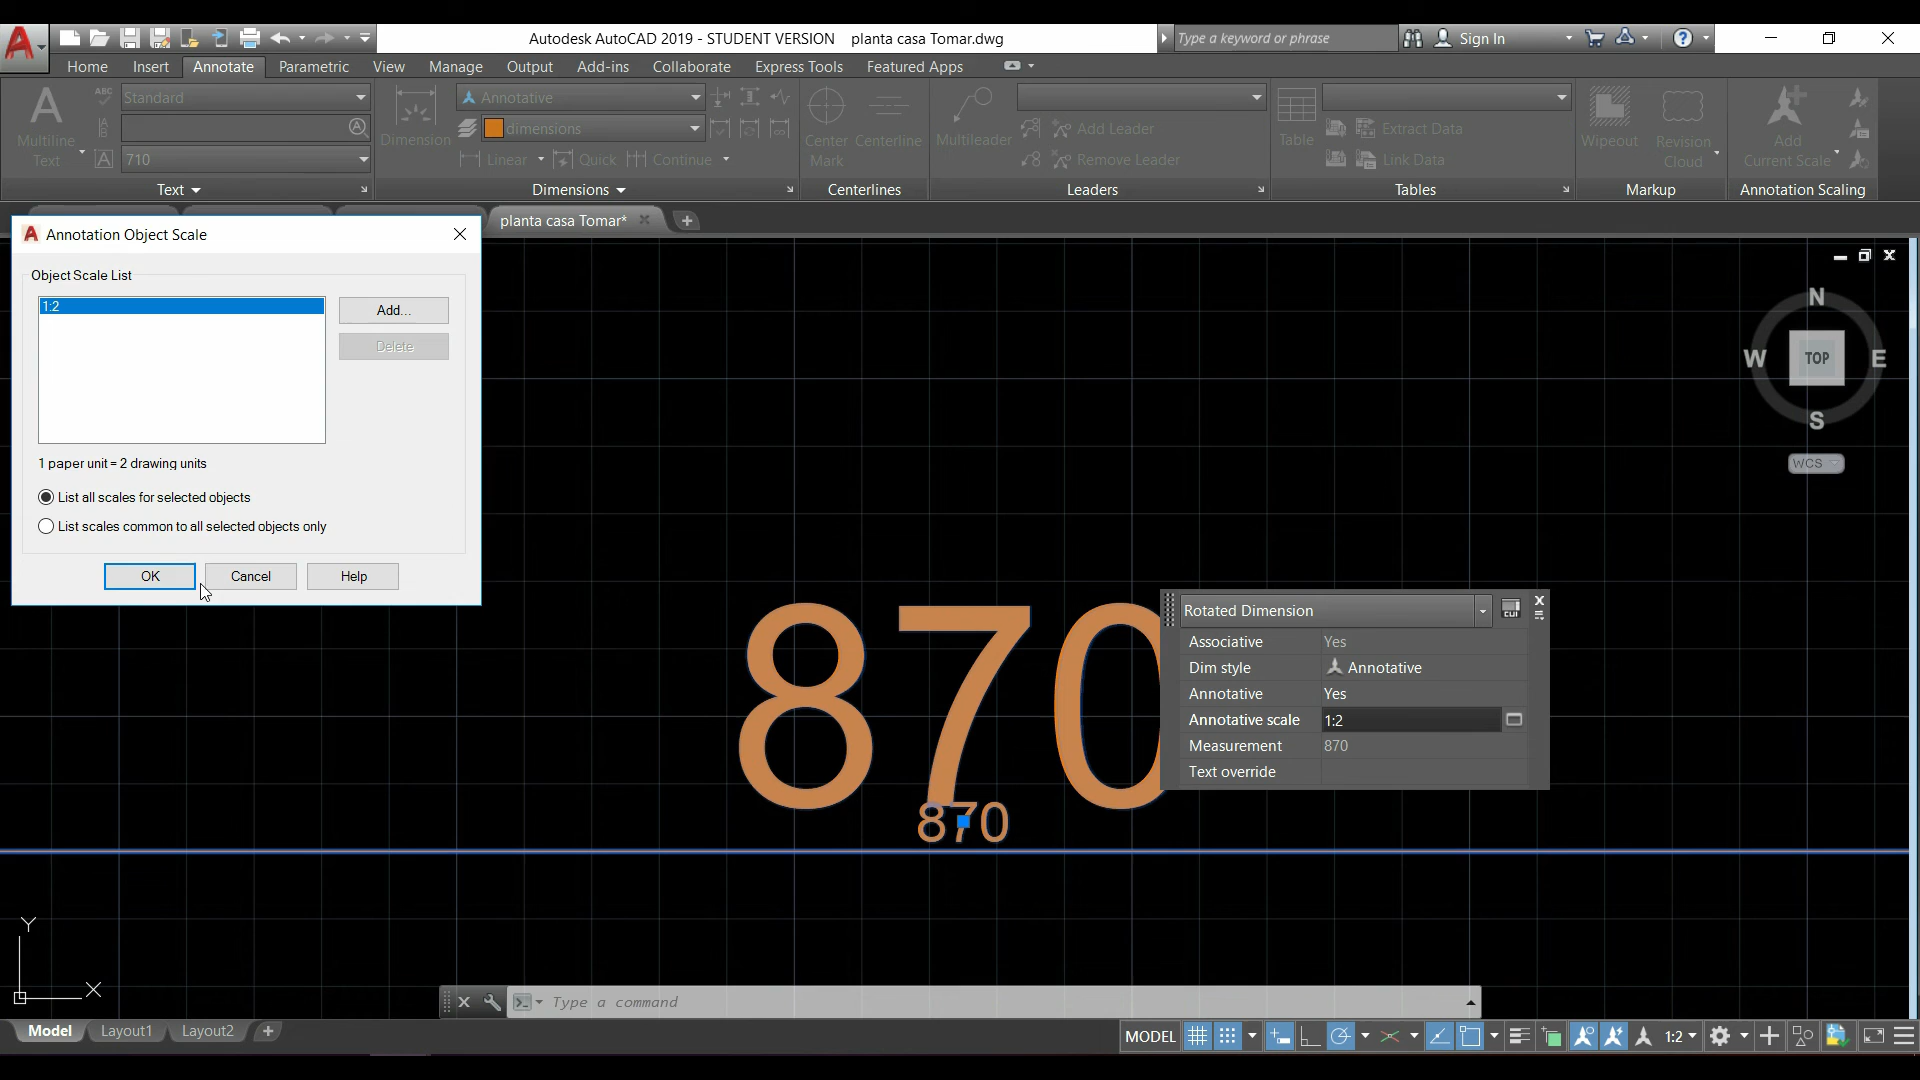 Autodesk AutoCAD 2019 - STUDENT VERSION planta casa Tomar.dwg
Type a keyword or phrase
Sign In
Home Insert Annotate Parametric View Manage Output Add-ins Collaborate Express Tools Featured Apps
Multiline Text
ABC
Standard
710
Dimension
Annotative
dimensions
Linear Quick Continue
Center Mark
Centerline
Multileader
Add Leader
Remove Leader
Table
Extract Data
Link Data
Wipeout
Revision Cloud
Add Current Scale
Text Dimensions Centerlines Leaders Tables Markup Annotation Scaling
planta casa Tomar*
Annotation Object Scale
Object Scale List
1:2
Add...
Delete
1 paper unit = 2 drawing units
List all scales for selected objects
List scales common to all selected objects only
OK Cancel Help
N
W TOP E
S
WCS
870
870
Rotated Dimension
CUI
Associative Yes
Dim style Annotative
Annotative Yes
Annotative scale 1:2
Measurement 870
Text override
Y
X
Type a command
Model Layout1 Layout2
MODEL
1:2